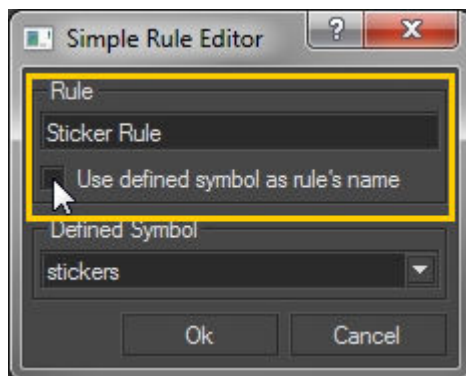 Simple Rule Editor
Rule
Sticker Rule
Use defined symbol as rule's name
Defined Symbol
stickers
Ok Cancel